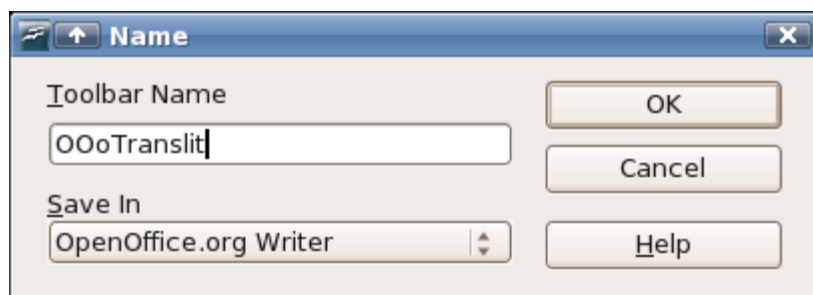 Name
Toolbar Name
OOoTranslit
Save In
OpenOffice.org Writer
OK
Cancel
Help